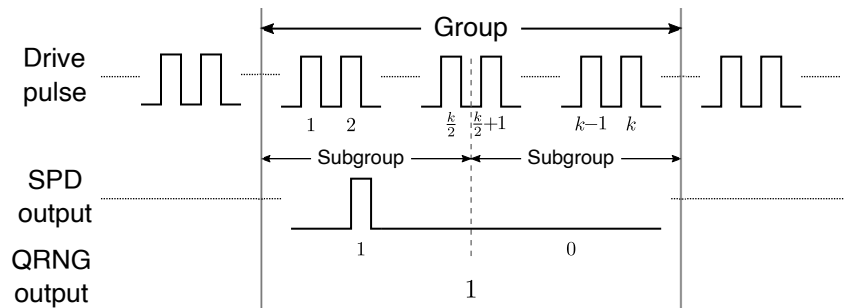 Group
Drive
pulse
1 2 k/2 k/2+1 k−1 k
Subgroup Subgroup
SPD
output
1 0
QRNG
output
1